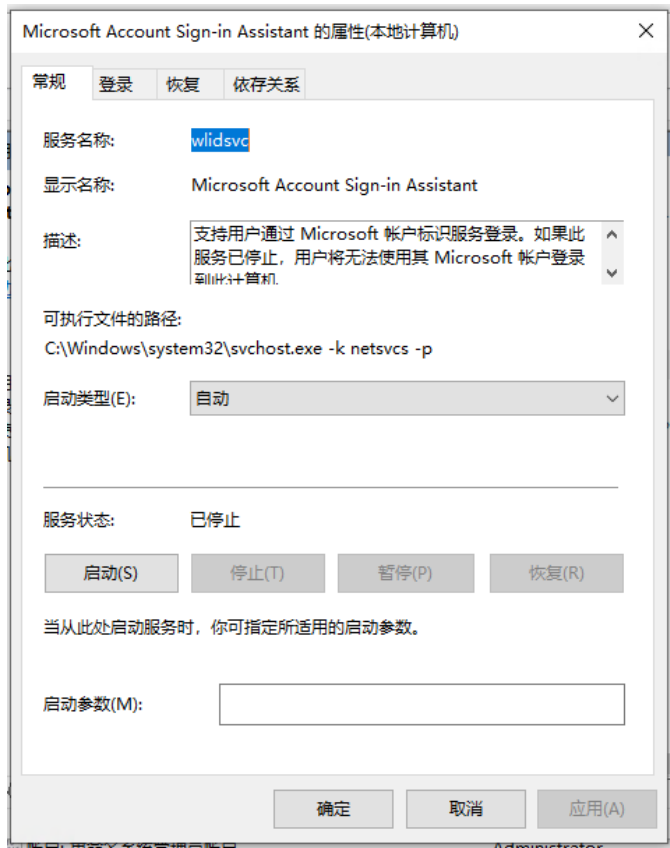 Microsoft Account Sign-in Assistant 的属性(本地计算机)
常规 登录 恢复 依存关系
服务名称: wlidsvc
显示名称: Microsoft Account Sign-in Assistant
描述: 支持用户通过 Microsoft 帐户标识服务登录。如果此
服务已停止，用户将无法使用其 Microsoft 帐户登录
到此计算机。
可执行文件的路径:
C:\Windows\system32\svchost.exe -k netsvcs -p
启动类型(E): 自动
服务状态: 已停止
启动(S) 停止(T) 暂停(P) 恢复(R)
当从此处启动服务时，你可指定所适用的启动参数。
启动参数(M):
确定 取消 应用(A)
Administrator